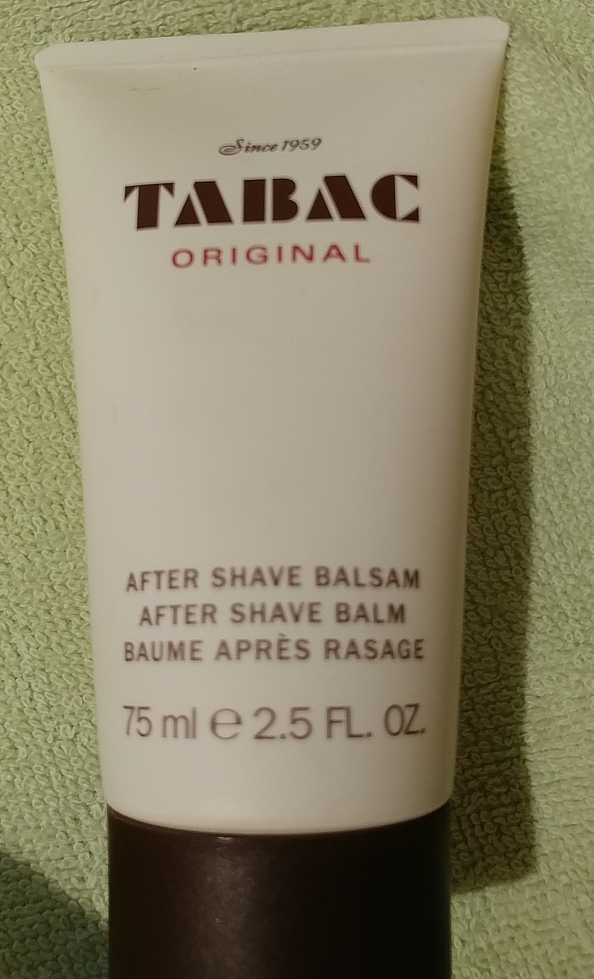 Since 1959
TABAC
ORIGINAL
AFTER SHAVE BALSAM
AFTER SHAVE BALM
BAUME APRÈS RASAGE
75 ml ℮ 2.5 FL. OZ.